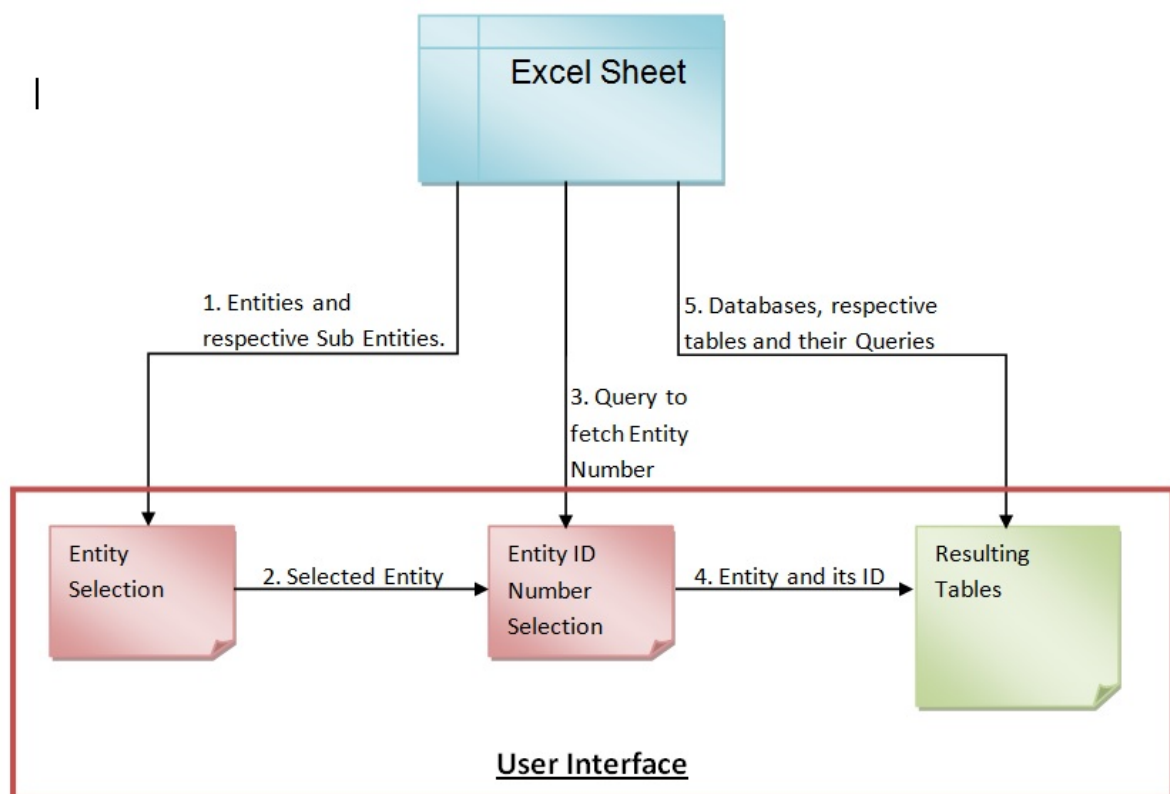 Excel Sheet
1. Entities and
respective Sub Entities.
5. Databases, respective
tables and their Queries
3. Query to
fetch Entity
Number
Entity
Selection
2. Selected Entity
Entity ID
Number
Selection
4. Entity and its ID
Resulting
Tables
User Interface